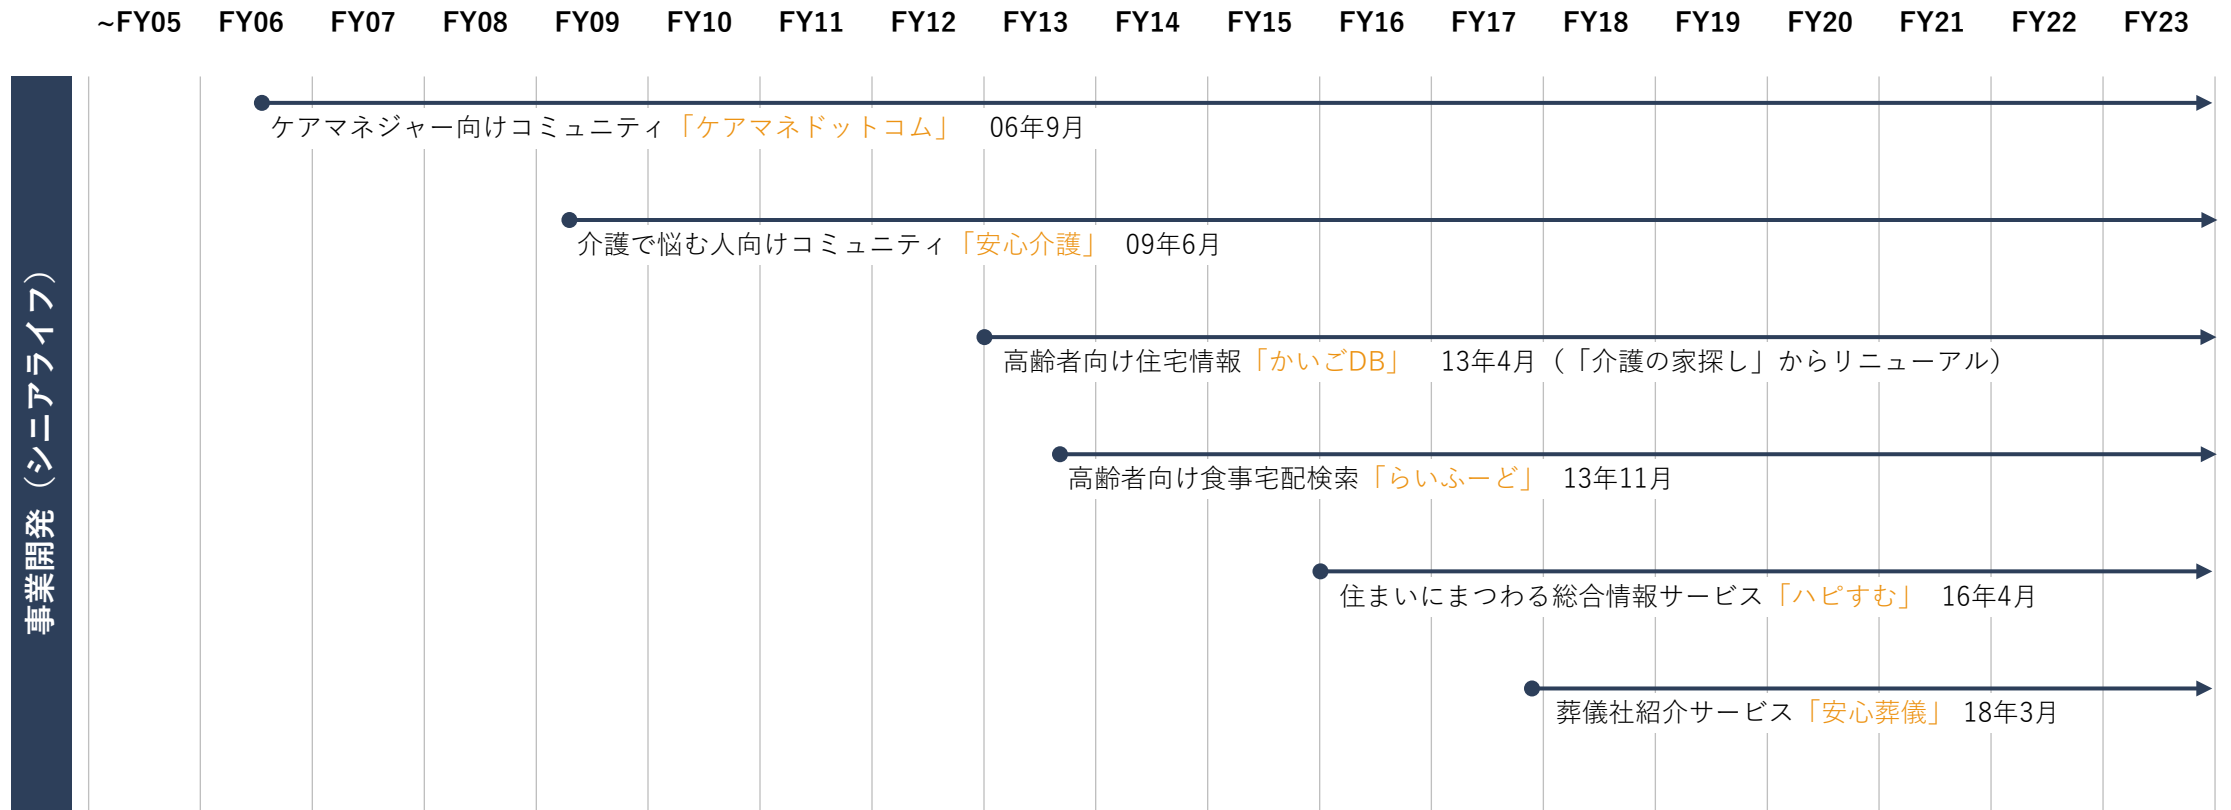 ~FY05 FY06 FY07 FY08 FY09 FY10 FY11 FY12 FY13 FY14 FY15 FY16 FY17 FY18 FY19 FY20 FY21 FY22 FY23
事業開発（シニアライフ）
ケアマネジャー向けコミュニティ「ケアマネドットコム」 06年9月
介護で悩む人向けコミュニティ「安心介護」 09年6月
高齢者向け住宅情報「かいごDB」 13年4月（「介護の家探し」からリニューアル）
高齢者向け食事宅配検索「らいふーど」 13年11月
住まいにまつわる総合情報サービス「ハピすむ」 16年4月
葬儀社紹介サービス「安心葬儀」 18年3月